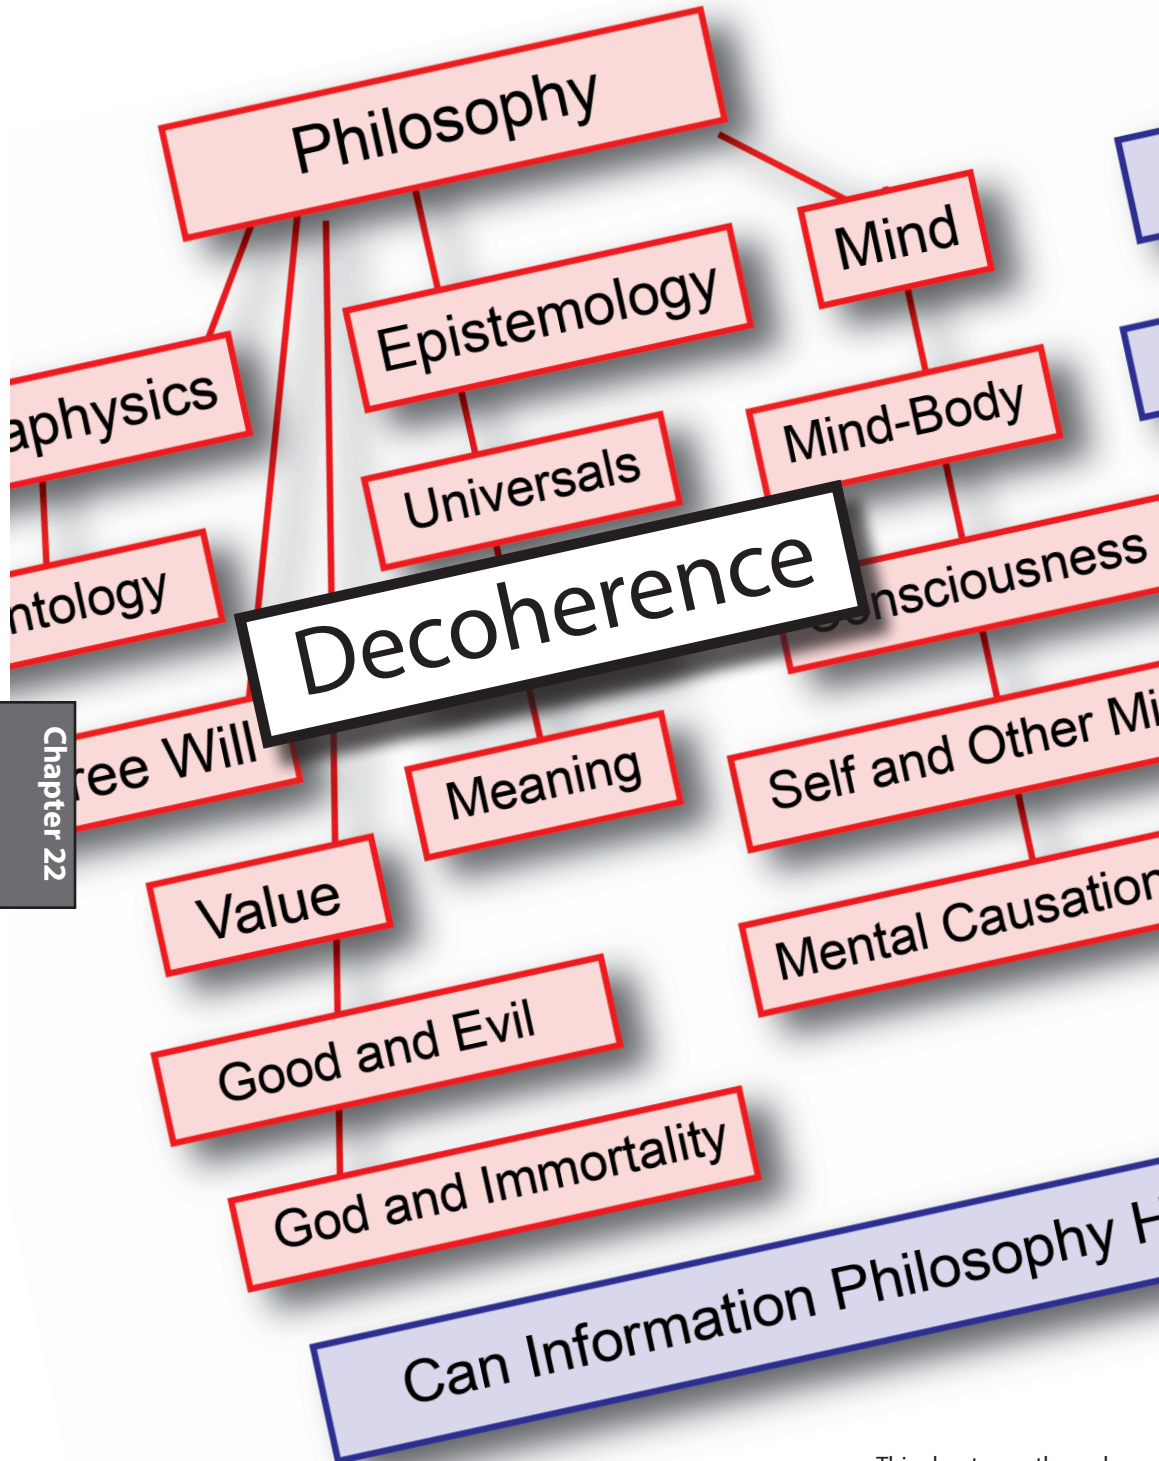 Philosophy
Mind
Epistemology
aphysics
Mind-Body
Universals
Decoherence
nsciousness
ntology
ree Will
Meaning
Self and Other Mi
Chapter 22
Value
Mental Causation
Good and Evil
God and Immortality
Can Information Philosophy H